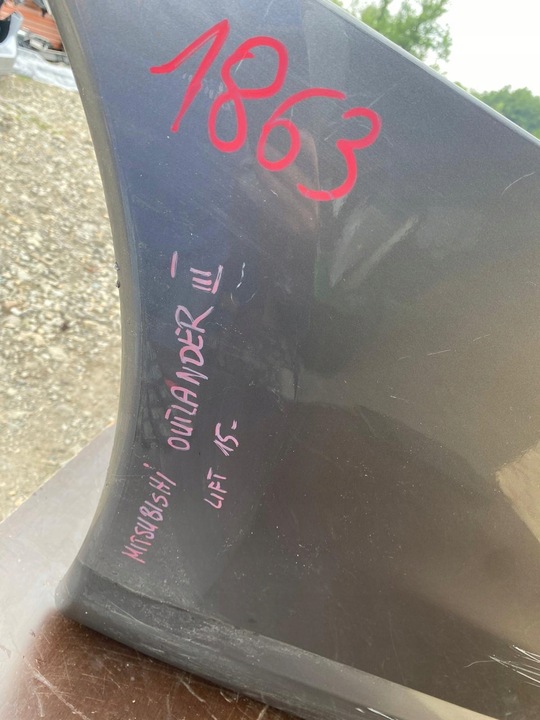 1863
MITSUBISHI OUTLANDER III
LIFT 15-